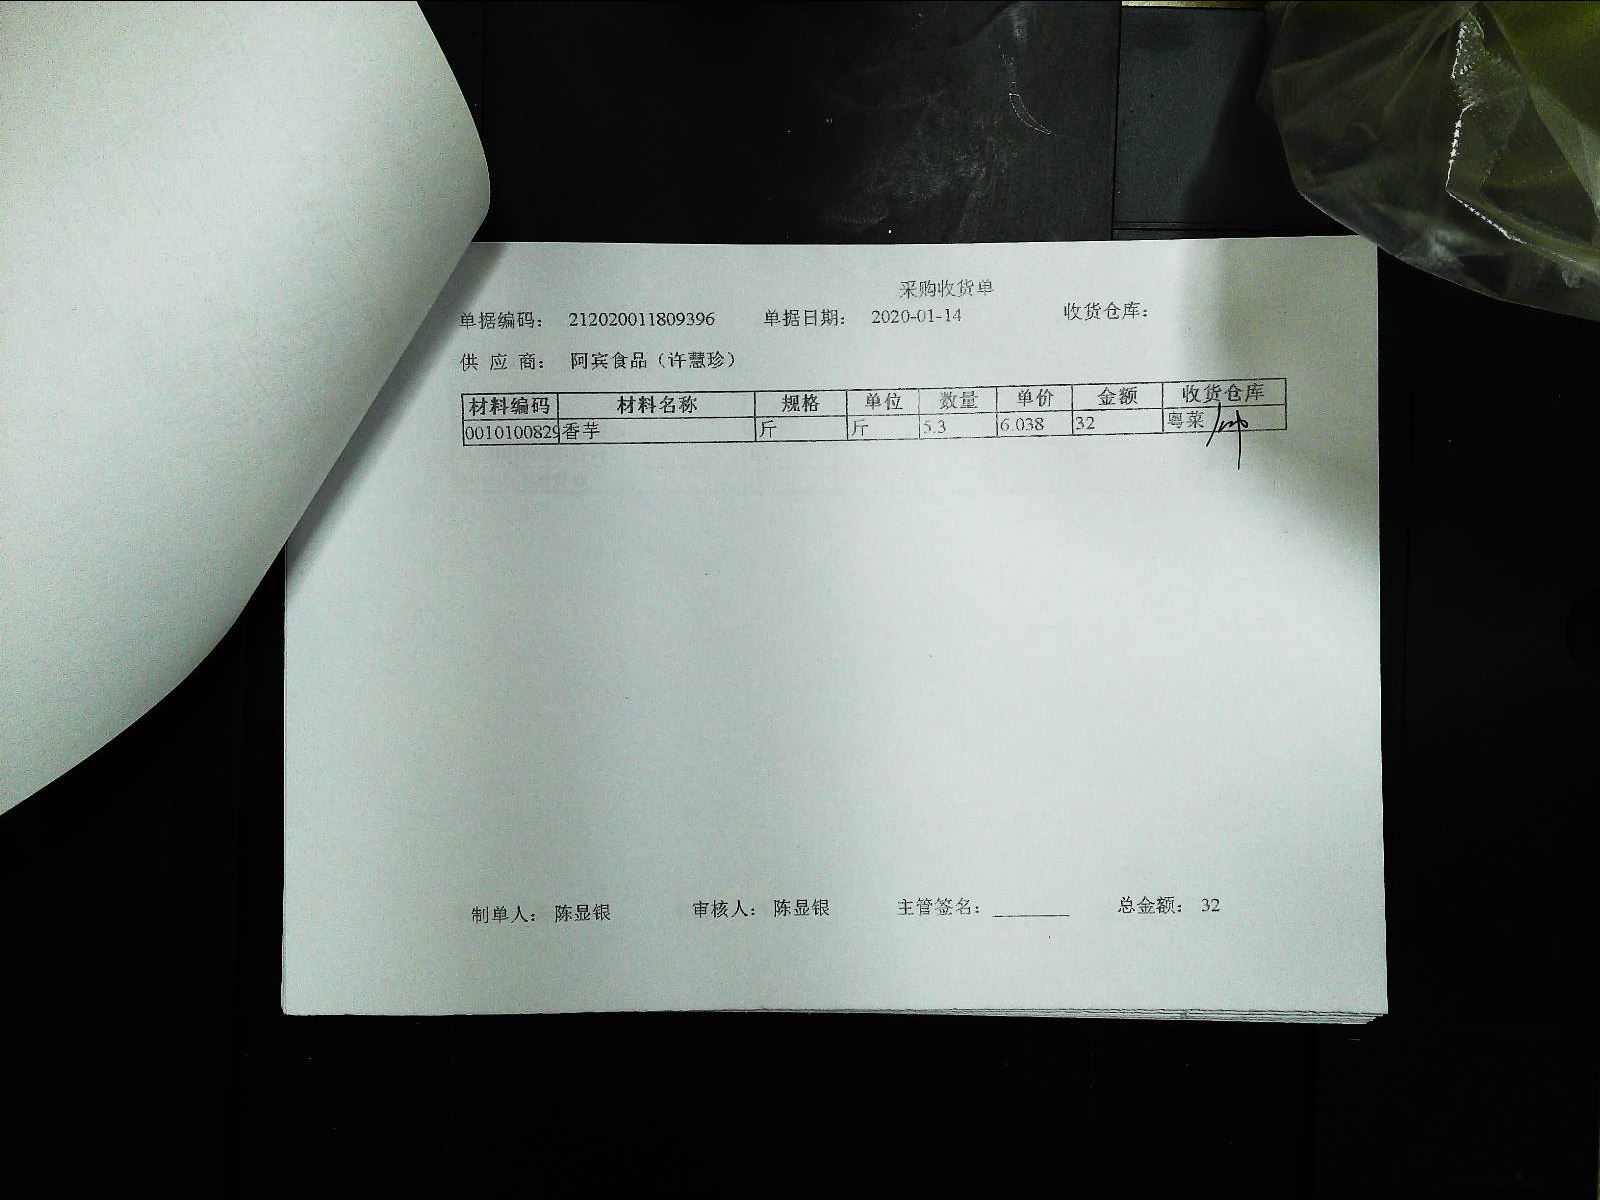 采购收货单
单据编码： 212020011809396 单据日期： 2020-01-14 收货仓库：
供 应 商： 阿宾食品（许慧珍）
材料编码 材料名称 规格 单位 数量 单价 金额 收货仓库
0010100829 香芋 斤 斤 5.3 6.038 32 粤菜
制单人： 陈显银 审核人： 陈显银 主管签名： 总金额： 32